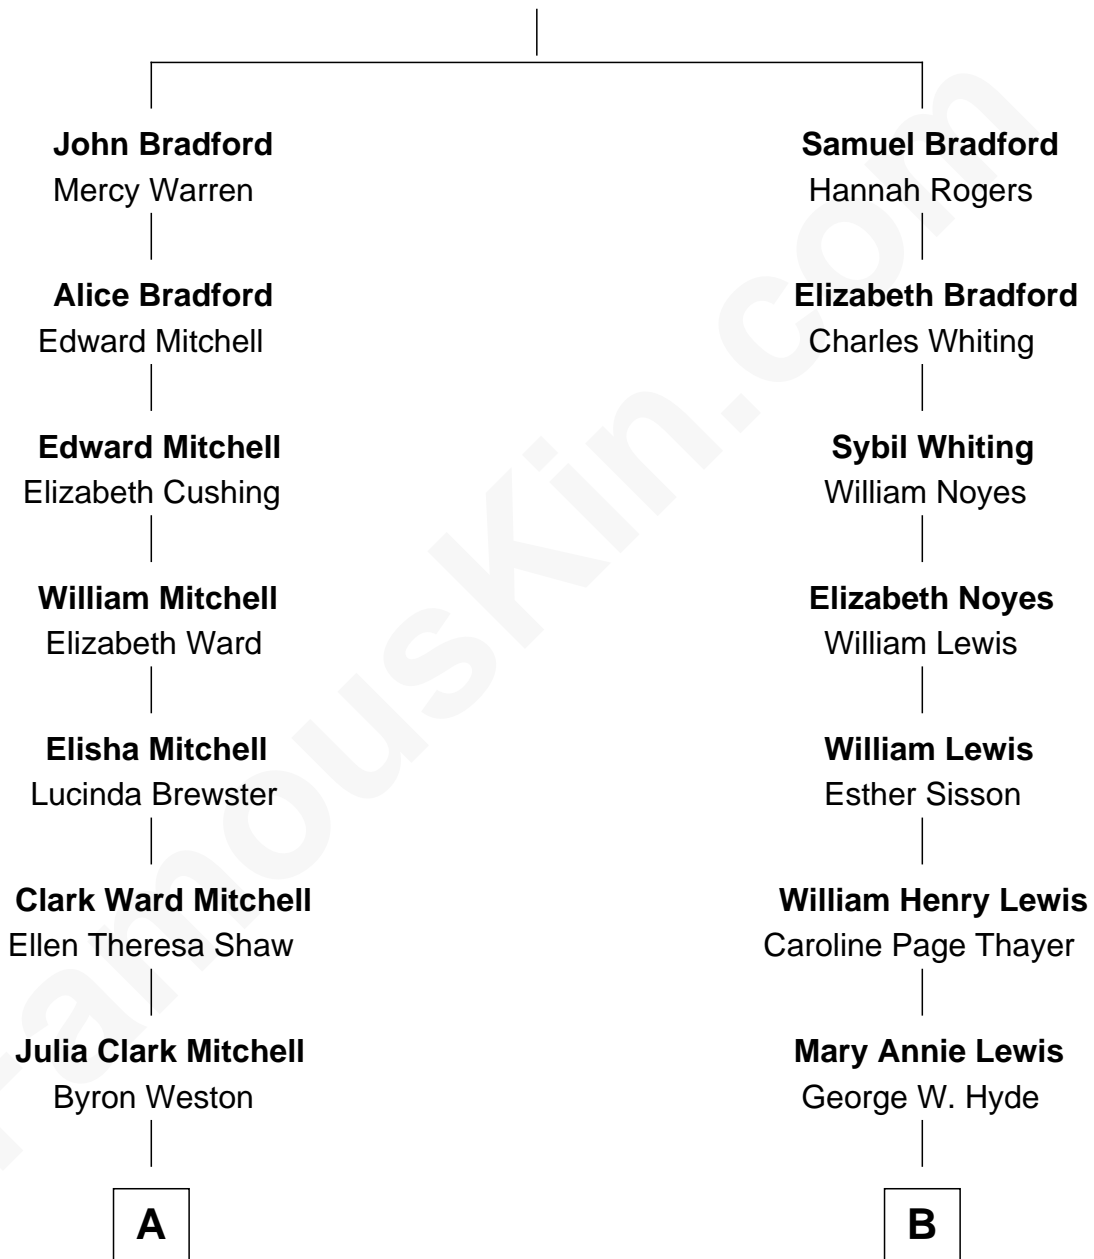 John Bradford
Mercy Warren
Samuel Bradford
Hannah Rogers
Alice Bradford
Edward Mitchell
Elizabeth Bradford
Charles Whiting
Edward Mitchell
Elizabeth Cushing
Sybil Whiting
William Noyes
William Mitchell
Elizabeth Ward
Elizabeth Noyes
William Lewis
Elisha Mitchell
Lucinda Brewster
William Lewis
Esther Sisson
Clark Ward Mitchell
Ellen Theresa Shaw
William Henry Lewis
Caroline Page Thayer
Julia Clark Mitchell
Byron Weston
Mary Annie Lewis
George W. Hyde
A
B
FamousKin.com